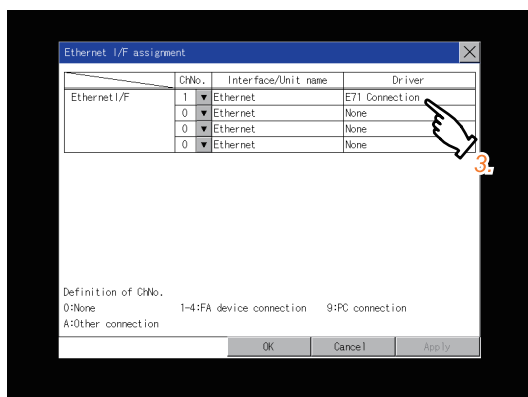 Ethernet I/F assignment
ChNo. Interface/Unit name Driver
Ethernet I/F 1 Ethernet E71 Connection
0 Ethernet None
0 Ethernet None
0 Ethernet None
3.
Definition of ChNo.
0:None 1-4:FA device connection 9:PC connection
A:Other connection
OK Cancel Apply